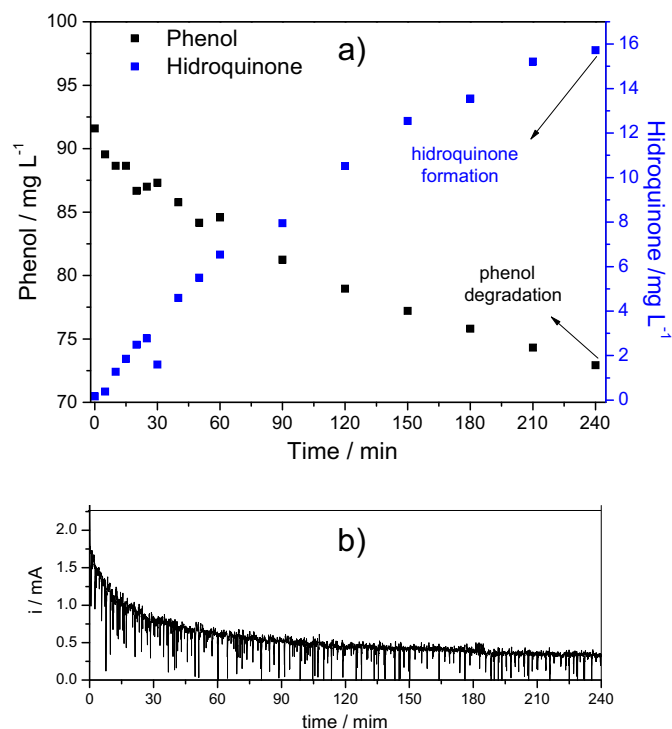 a)
Phenol
Hidroquinone
100
95
90
85
80
75
70
Phenol / mg L⁻¹
16
14
12
10
8
6
4
2
0
Hidroquinone /mg L⁻¹
hidroquinone
formation
phenol
degradation
0 30 60 90 120 150 180 210 240
Time / min
b)
2.0
1.5
1.0
0.5
0.0
i / mA
0 30 60 90 120 150 180 210 240
time / mim